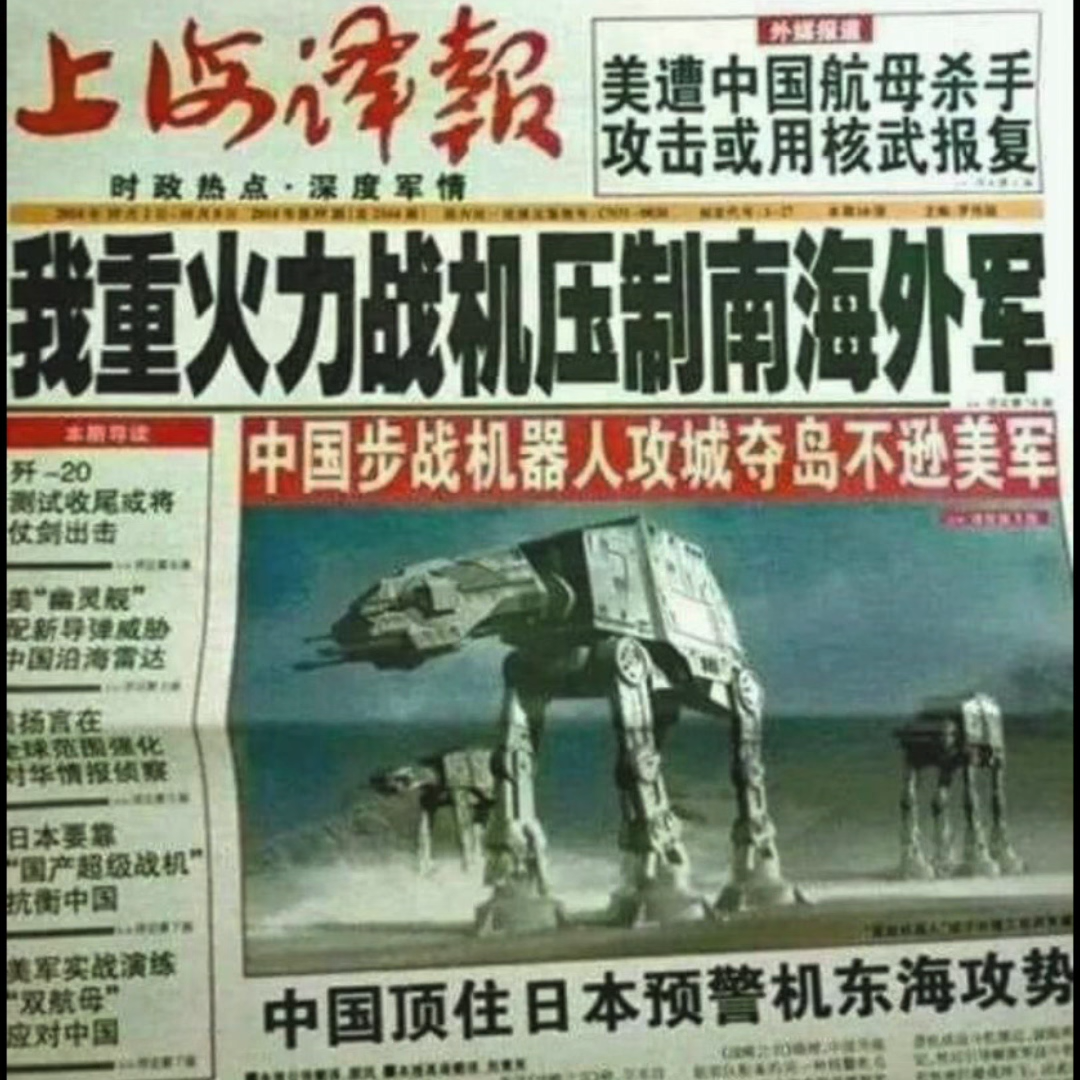 上海译報
时政热点·深度军情
外媒报道
美遭中国航母杀手
攻击或用核武报复
我重火力战机压制南海外军
本期导读
歼-20
测试收尾或将
仗剑出击
美“幽灵舰”
配新导弹威胁
中国沿海雷达
扬言在
全球范围强化
对华情报侦察
日本要靠
“国产超级战机”
抗衡中国
美军实战演练
“双航母”
应对中国
中国步战机器人攻城夺岛不逊美军
中国顶住日本预警机东海攻势